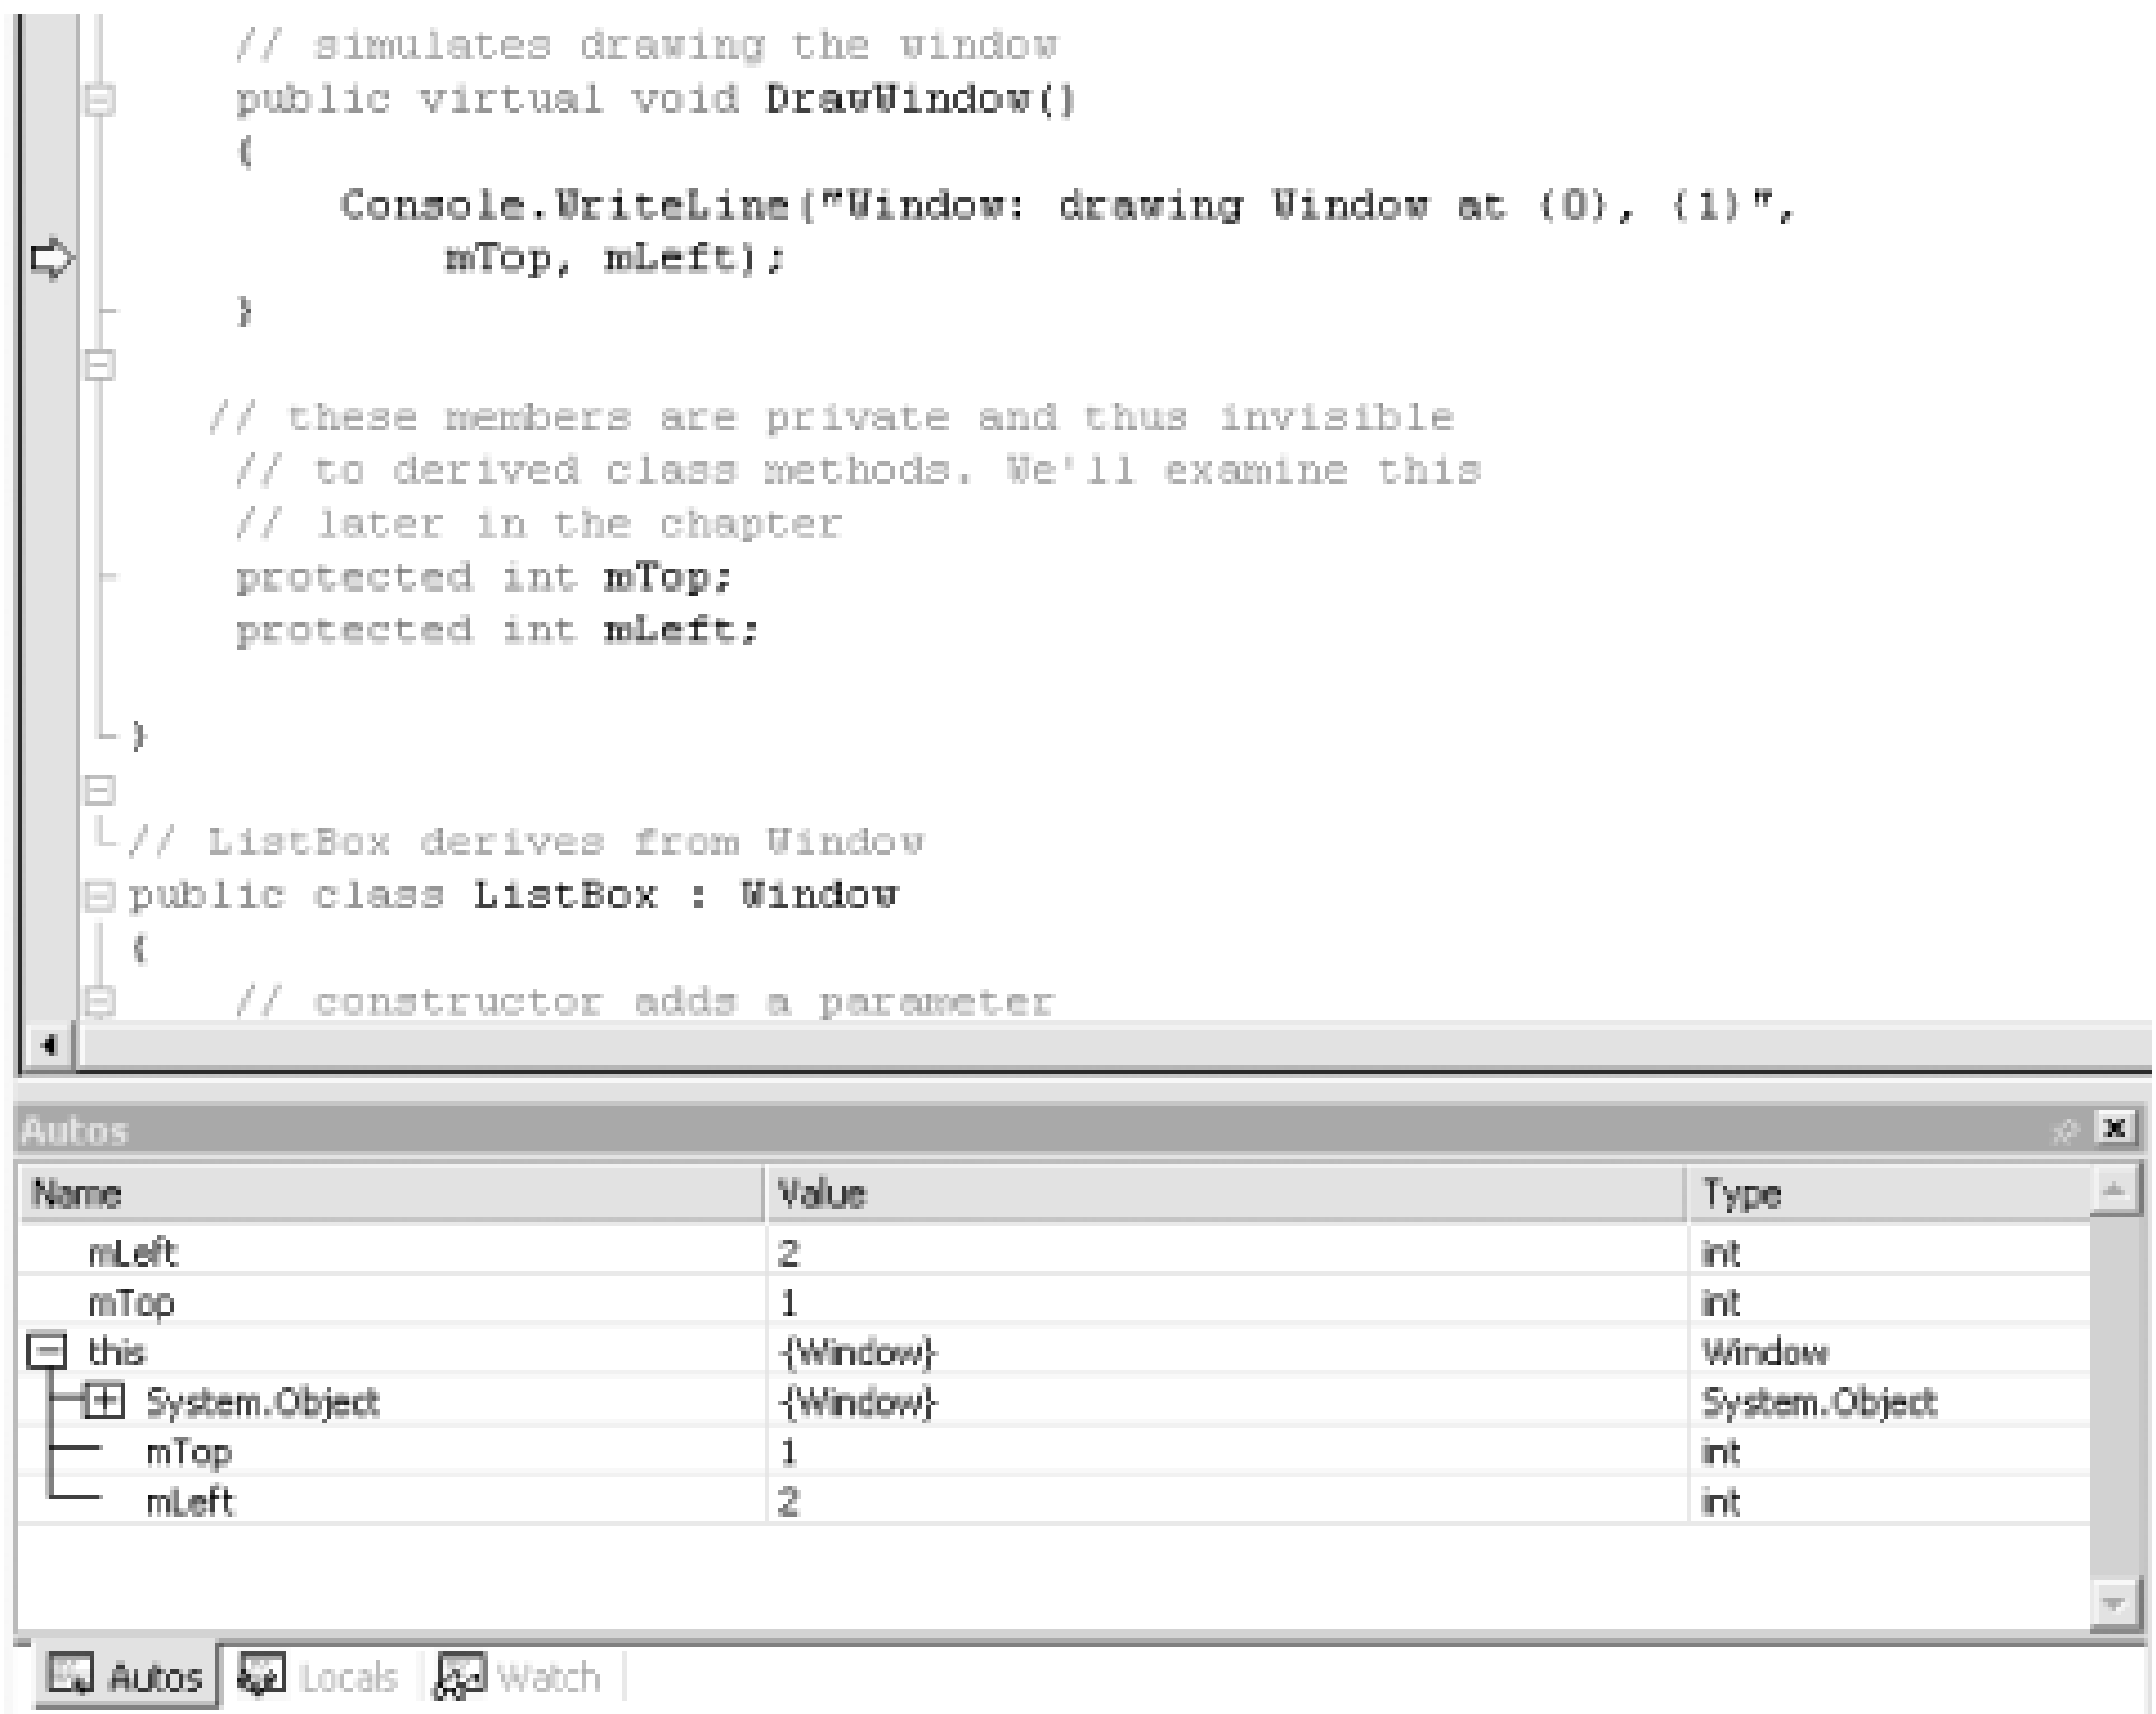 // simulates drawing the window
public virtual void DrawWindow()
{
Console.WriteLine("Window: drawing Window at {0}, {1}",
mTop, mLeft);
}
// these members are private and thus invisible
// to derived class methods. We'll examine this
// later in the chapter
protected int mTop;
protected int mLeft;
}
// ListBox derives from Window
public class ListBox : Window
{
// constructor adds a parameter
Autos
Name Value Type
mLeft 2 int
mTop 1 int
this {Window} Window
System.Object {Window} System.Object
mTop 1 int
mLeft 2 int
Autos Locals Watch